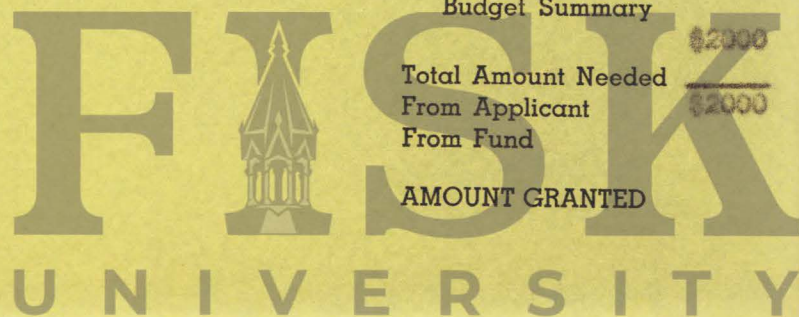 Budget Summary
$2000
Total Amount Needed
From Applicant $2000
From Fund
AMOUNT GRANTED
FISK
UNIVERSITY